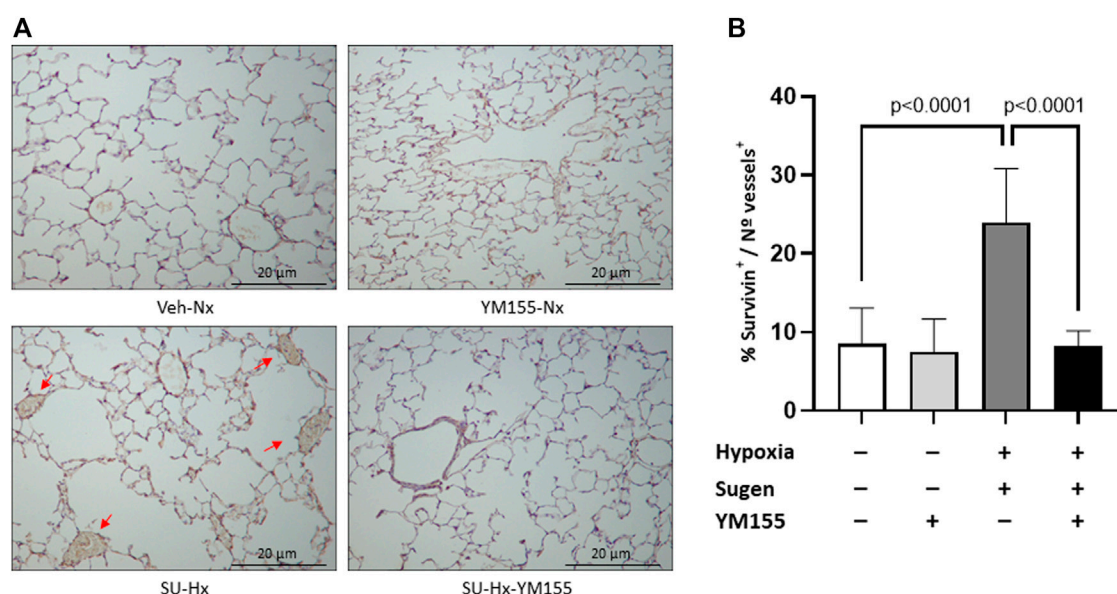 A
20 µm
Veh-Nx
20 µm
YM155-Nx
20 µm
SU-Hx
20 µm
SU-Hx-YM155
B
% Survivin⁺ / Nº vessels⁺
40
30
20
10
0
p<0.0001
p<0.0001
Hypoxia – – + +
Sugen – – + +
YM155 – + – +